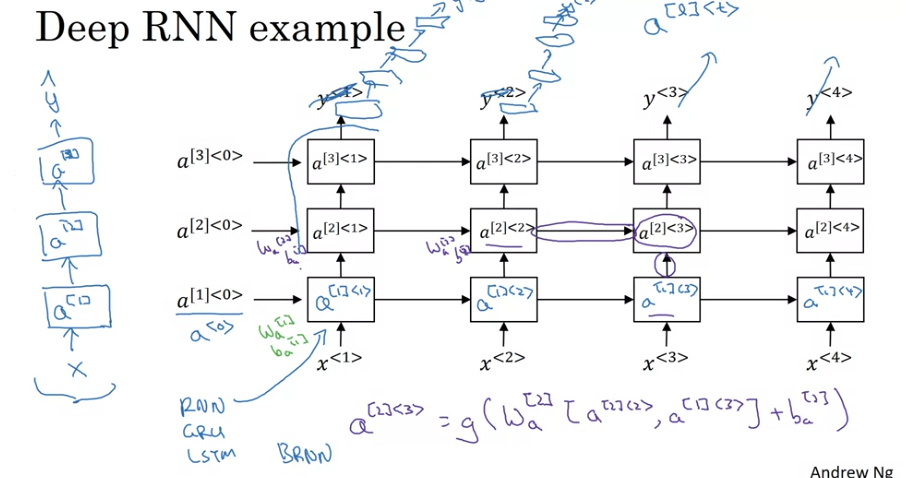 Deep RNN example
a^[l]<t>
ŷ
a^[3]
a^[2]
a^[1]
x
y^<1> y^<2> y^<3> y^<4>
a^[3]<0> a^[3]<1> a^[3]<2> a^[3]<3> a^[3]<4>
a^[2]<0> a^[2]<1> a^[2]<2> a^[2]<3> a^[2]<4>
W_a^[2] b_a^[2] W_a^[2] b_a^[2]
a^[1]<0> a^[1]<1> a^[1]<2> a^[1]<3> a^[1]<4>
a^<0>
W_a^[1]
b_a^[1]
x^<1> x^<2> x^<3> x^<4>
RNN
GRU
LSTM BRNN
a^[2]<3> = g(W_a^[2] [a^[2]<2>, a^[1]<3>] + b_a^[2])
Andrew Ng